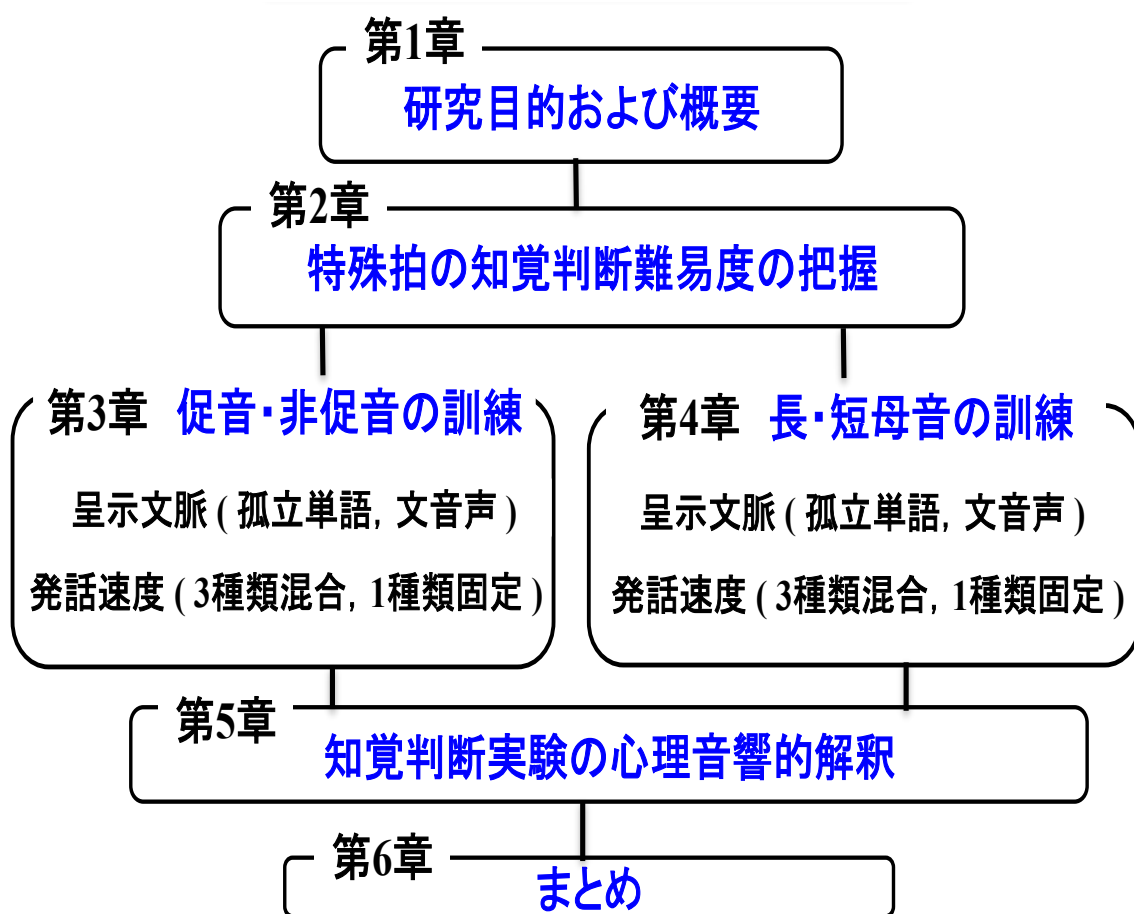 第1章
研究目的および概要
第2章
特殊拍の知覚判断難易度の把握
第3章 促音・非促音の訓練
呈示文脈 ( 孤立単語, 文音声 )
発話速度 ( 3種類混合, 1種類固定 )
第4章 長・短母音の訓練
呈示文脈 ( 孤立単語, 文音声 )
発話速度 ( 3種類混合, 1種類固定 )
第5章
知覚判断実験の心理音響的解釈
第6章
まとめ